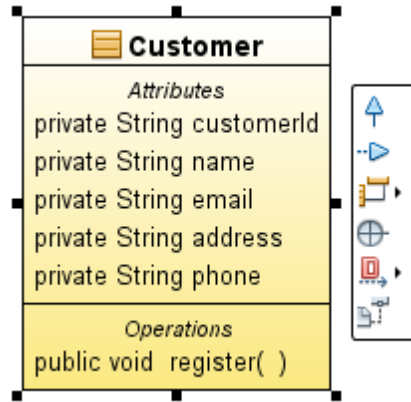 Customer
Attributes
private String customerId
private String name
private String email
private String address
private String phone
Operations
public void  register( )